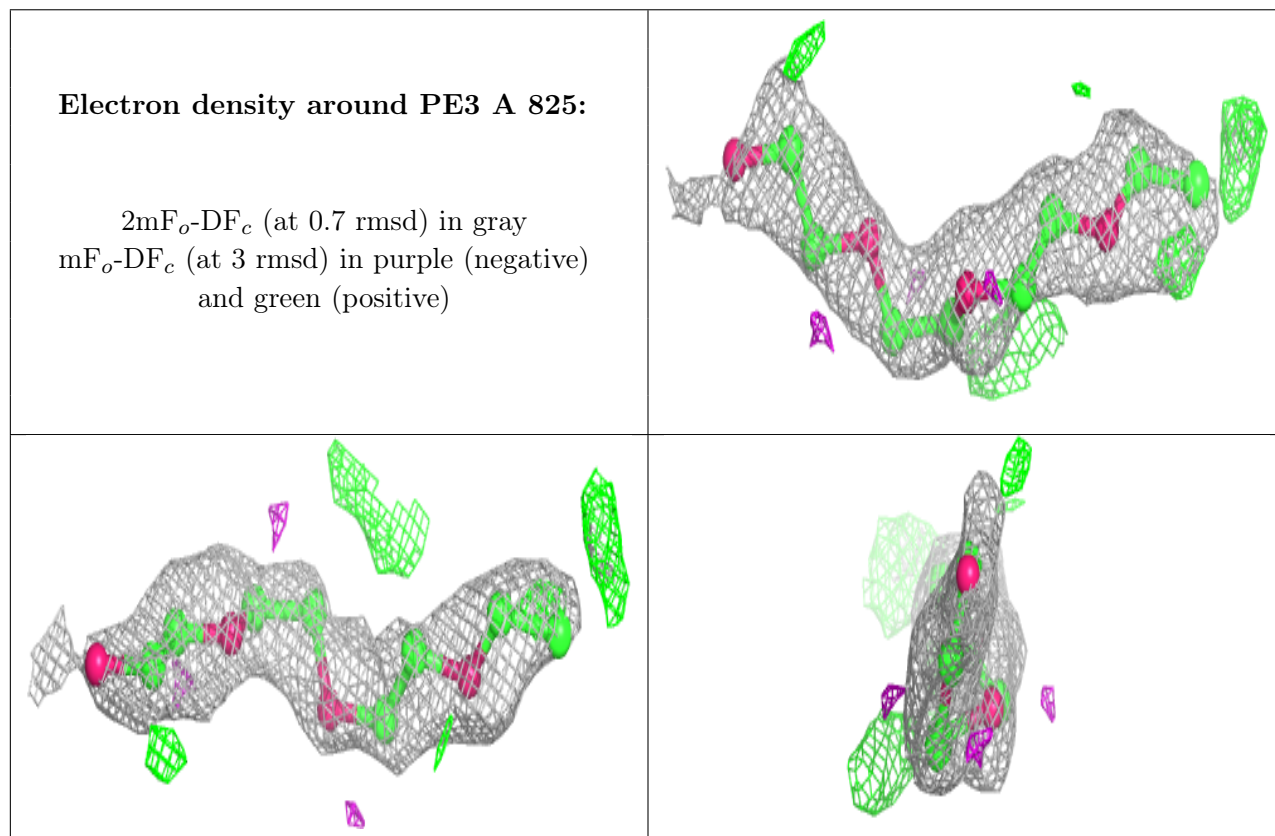 Electron density around PE3 A 825:
2mFo-DFc (at 0.7 rmsd) in gray
mFo-DFc (at 3 rmsd) in purple (negative)
and green (positive)